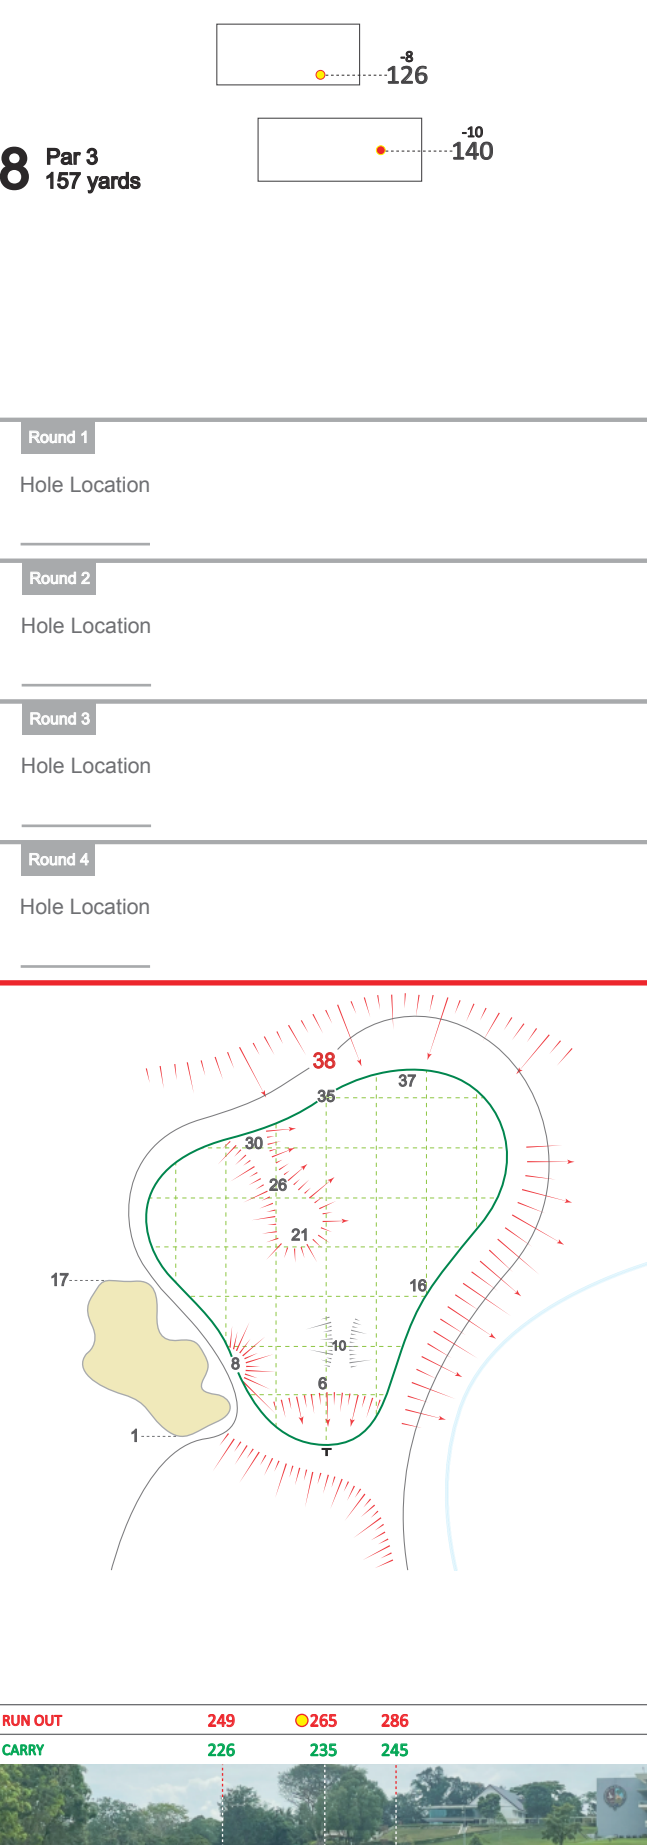 -8
126
-10
140
8 Par 3
157 yards
Round 1
Hole Location
Round 2
Hole Location
Round 3
Hole Location
Round 4
Hole Location
38
37
35
30
26
21
17
16
10
8
6
1
T
RUN OUT 249 265 286
CARRY 226 235 245